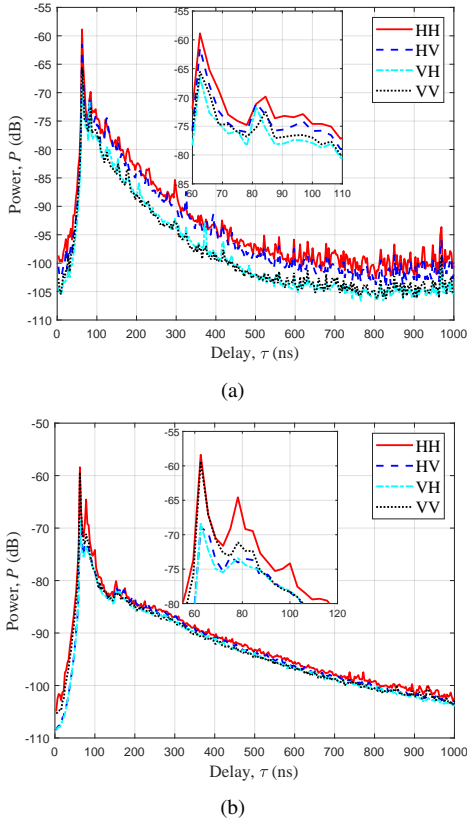 -55
-60
-65
-70
-75
-80
-85
-90
-95
-100
-105
-110
Power, P (dB)
0 100 200 300 400 500 600 700 800 900 1000
Delay, τ (ns)
-55
-60
-65
-70
-75
-80
-85
60 70 80 90 100 110
HH
HV
VH
VV
(a)
-50
-60
-70
-80
-90
-100
-110
Power, P (dB)
0 100 200 300 400 500 600 700 800 900 1000
Delay, τ (ns)
-55
-60
-65
-70
-75
-80
60 80 100 120
HH
HV
VH
VV
(b)